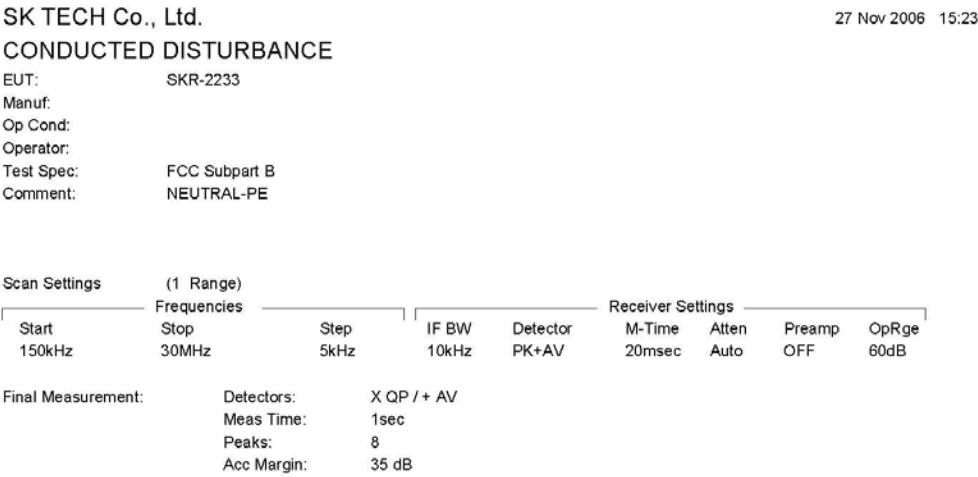 SK TECH Co., Ltd. 27 Nov 2006 15:23
CONDUCTED DISTURBANCE
EUT: SKR-2233
Manuf:
Op Cond:
Operator:
Test Spec: FCC Subpart B
Comment: NEUTRAL-PE
Scan Settings (1 Range)
Frequencies Receiver Settings
Start Stop Step IF BW Detector M-Time Atten Preamp OpRge
150kHz 30MHz 5kHz 10kHz PK+AV 20msec Auto OFF 60dB
Final Measurement: Detectors: X QP / + AV
Meas Time: 1sec
Peaks: 8
Acc Margin: 35 dB